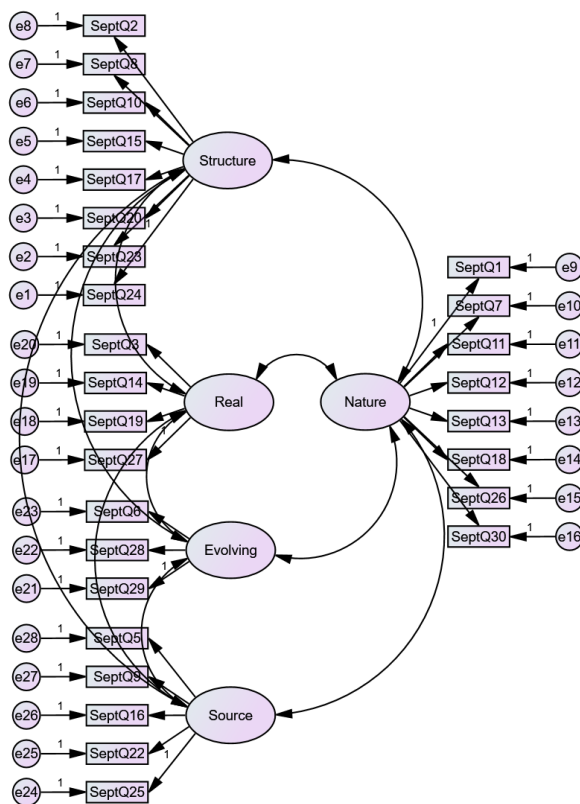 e8 1 SeptQ2
e7 1 SeptQ8
e6 1 SeptQ10
e5 1 SeptQ15
Structure
e4 1 SeptQ17
e3 1 SeptQ20
1
e2 1 SeptQ23
e1 1 SeptQ24
SeptQ1 1 e9
1
SeptQ7 1 e10
SeptQ11 1 e11
SeptQ12 1 e12
SeptQ13 1 e13
SeptQ18 1 e14
SeptQ26 1 e15
SeptQ30 1 e16
Nature
e20 1 SeptQ3
e19 1 SeptQ14
Real
e18 1 SeptQ19
1
e17 1 SeptQ27
e23 1 SeptQ6
e22 1 SeptQ28
Evolving
1
e21 1 SeptQ29
e28 1 SeptQ5
e27 1 SeptQ9
e26 1 SeptQ16
Source
e25 1 SeptQ22
1
e24 1 SeptQ25